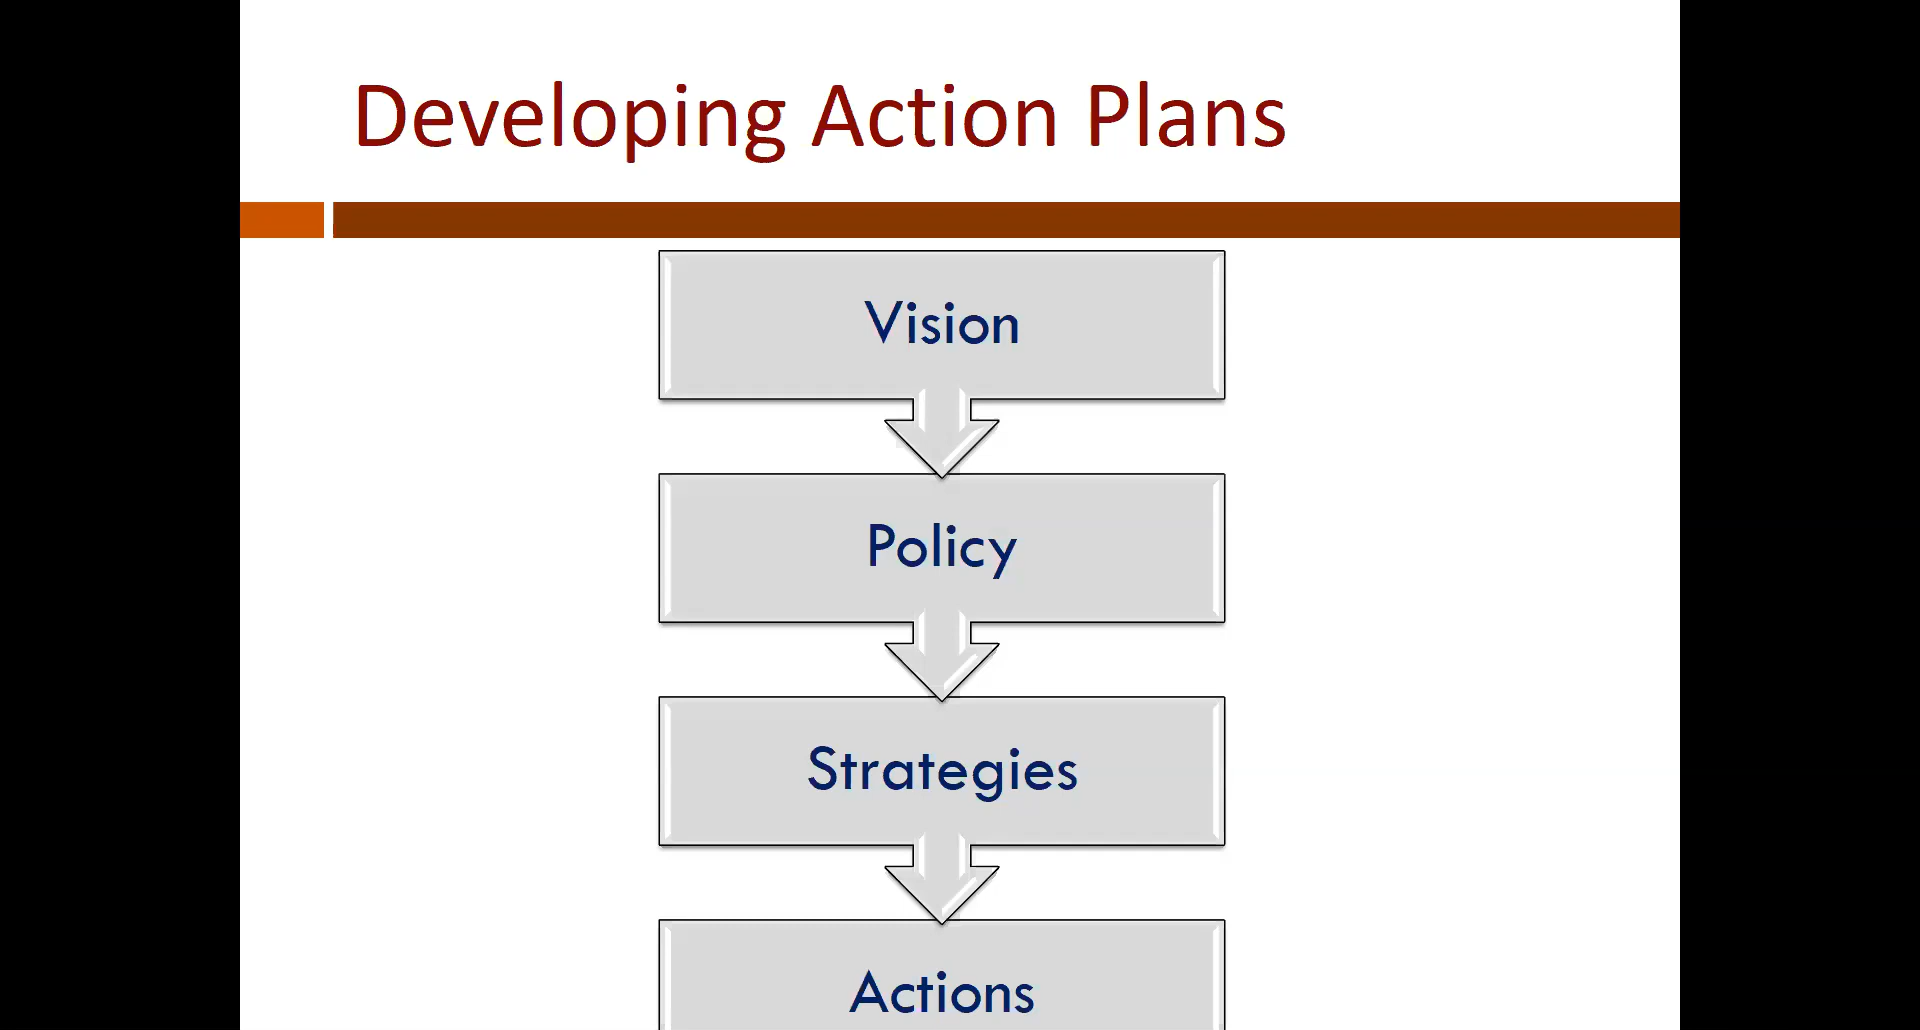 Developing Action Plans
Vision
Policy
Strategies
Actions